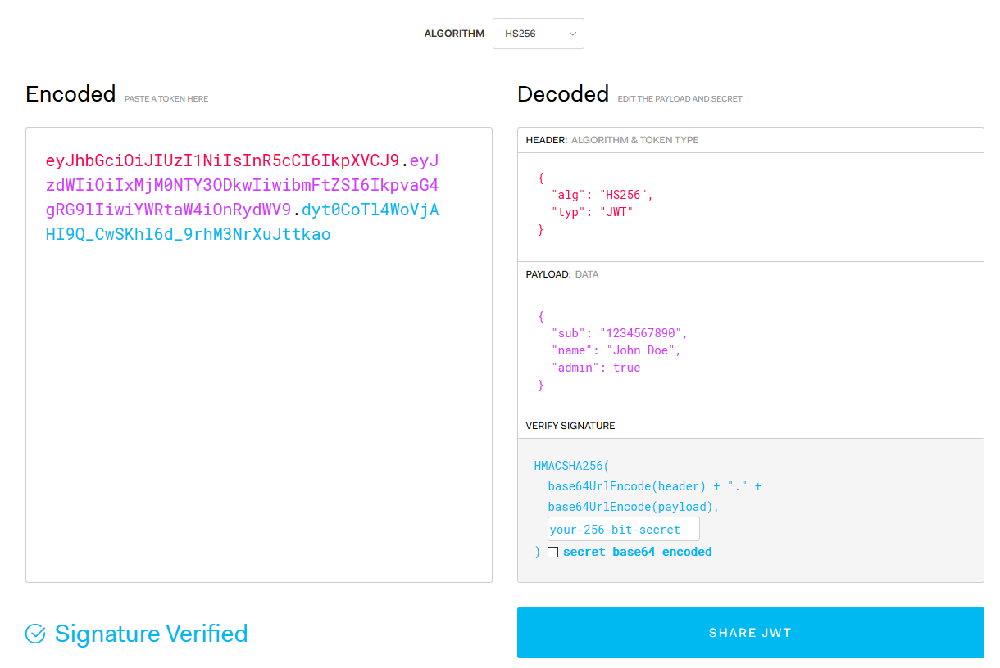 ALGORITHM HS256
Encoded PASTE A TOKEN HERE
eyJhbGciOiJIUzI1NiIsInR5cCI6IkpXVCJ9.eyJ
zdWIiOiIxMjM0NTY3ODkwIiwibmFtZSI6IkpvaG4
gRG9lIiwiYWRtaW4iOnRydWV9.dyt0CoTl4WoVjA
HI9Q_CwSKhl6d_9rhM3NrXuJttkao
Signature Verified
Decoded EDIT THE PAYLOAD AND SECRET
HEADER: ALGORITHM & TOKEN TYPE
{
"alg": "HS256",
"typ": "JWT"
}
PAYLOAD: DATA
{
"sub": "1234567890",
"name": "John Doe",
"admin": true
}
VERIFY SIGNATURE
HMACSHA256(
base64UrlEncode(header) + "." +
base64UrlEncode(payload),
your-256-bit-secret
) secret base64 encoded
SHARE JWT